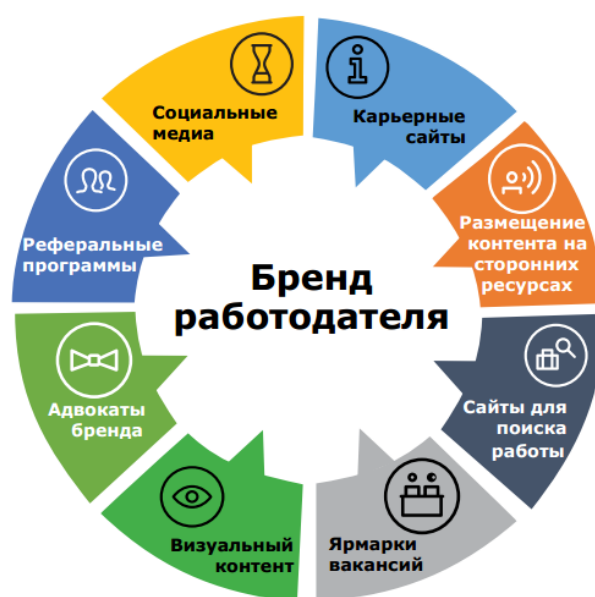 Социальные
медиа
Карьерные
сайты
Размещение
контента на
сторонних
ресурсах
Реферальные
программы
Бренд
работодателя
Адвокаты
бренда
Сайты для
поиска
работы
Визуальный
контент
Ярмарки
вакансий